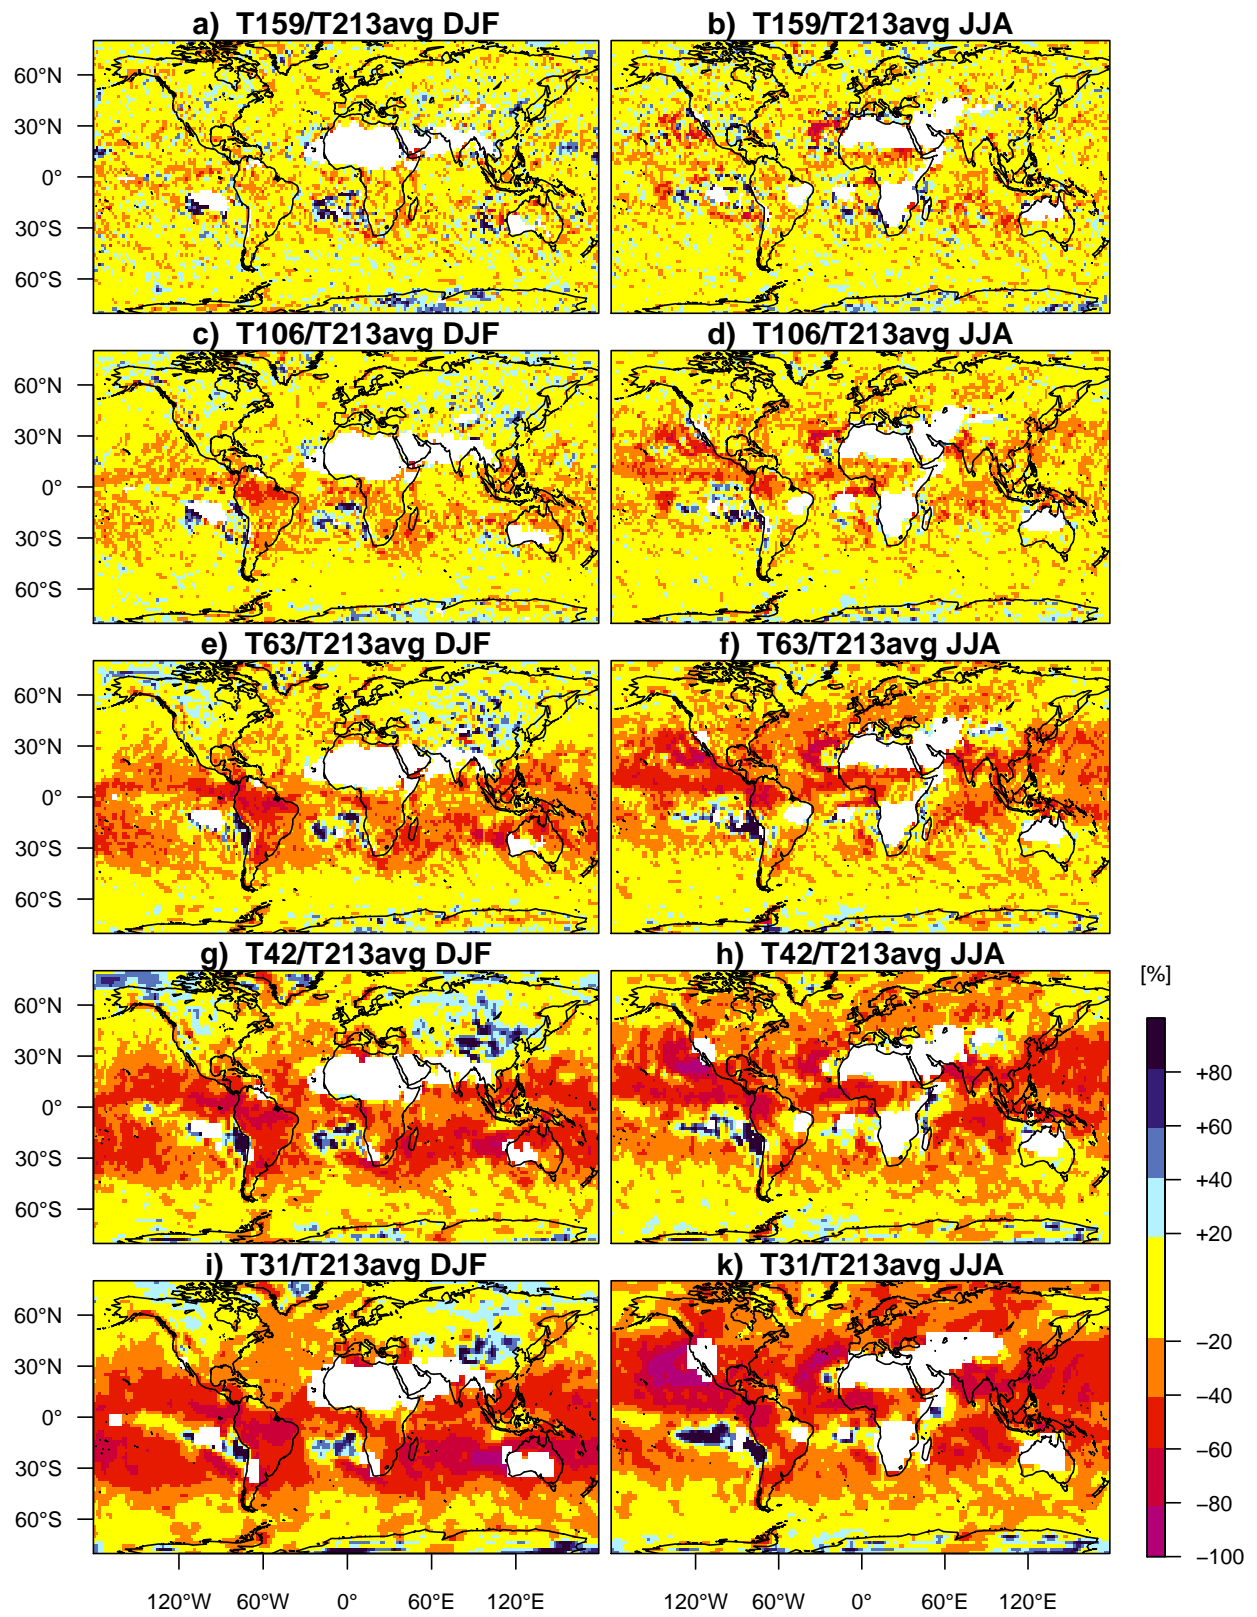 a)  T159/T213avg DJF
b)  T159/T213avg JJA
60°N
30°N
0°
30°S
60°S
c)  T106/T213avg DJF
d)  T106/T213avg JJA
60°N
30°N
0°
30°S
60°S
e)  T63/T213avg DJF
f)  T63/T213avg JJA
60°N
30°N
0°
30°S
60°S
g)  T42/T213avg DJF
h)  T42/T213avg JJA
60°N
30°N
0°
30°S
60°S
[%]
+80
+60
+40
+20
−20
−40
−60
−80
−100
i)  T31/T213avg DJF
k)  T31/T213avg JJA
60°N
30°N
0°
30°S
60°S
120°W 60°W 0° 60°E 120°E
120°W 60°W 0° 60°E 120°E